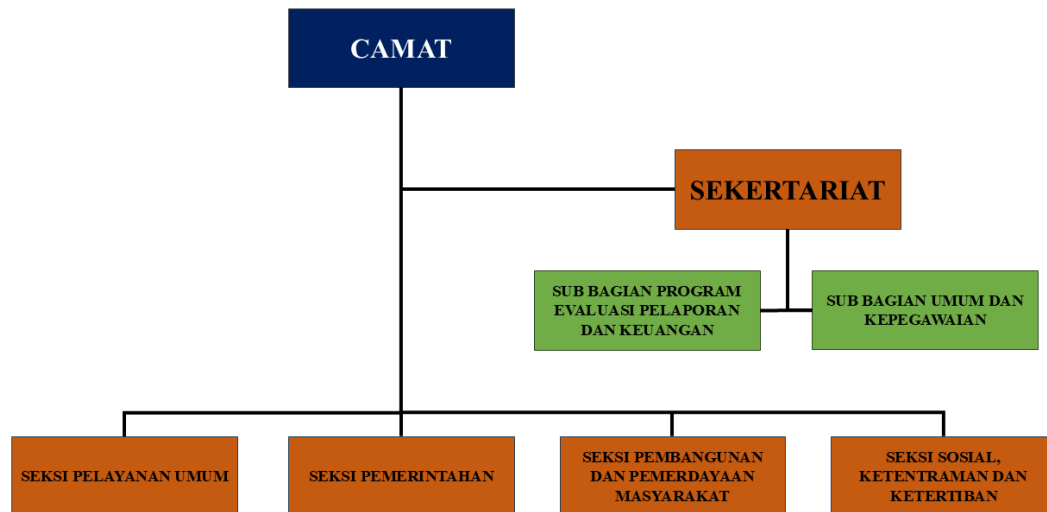 CAMAT
SEKERTARIAT
SUB BAGIAN PROGRAM
EVALUASI PELAPORAN
DAN KEUANGAN
SUB BAGIAN UMUM DAN
KEPEGAWAIAN
SEKSI PELAYANAN UMUM
SEKSI PEMERINTAHAN
SEKSI PEMBANGUNAN
DAN PEMERDAYAAN
MASYARAKAT
SEKSI SOSIAL,
KETENTRAMAN DAN
KETERTIBAN